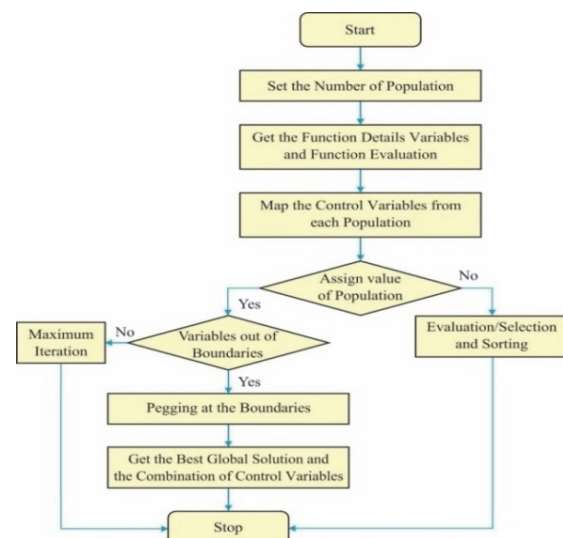 Start
Set the Number of Population
Get the Function Details Variables
and Function Evaluation
Map the Control Variables from
each Population
Assign value
of Population
No
Yes
Evaluation/Selection
and Sorting
Maximum
Iteration
No
Variables out of
Boundaries
Yes
Pegging at the Boundaries
Get the Best Global Solution and
the Combination of Control Variables
Stop